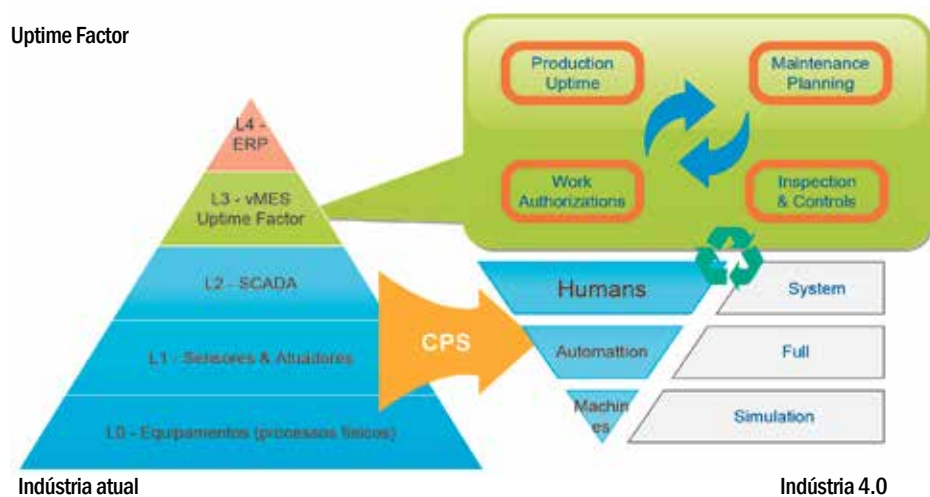 Uptime Factor
Production
Uptime
Maintenance
Planning
Work
Authorizations
Inspection
& Controls
L4 -
ERP
L3 - vMES
Uptime Factor
L2 - SCADA
L1 - Sensores & Atuadores
L0 - Equipamentos (processos físicos)
CPS
Humans
System
Automattion
Full
Machin
es
Simulation
Indústria atual
Indústria 4.0